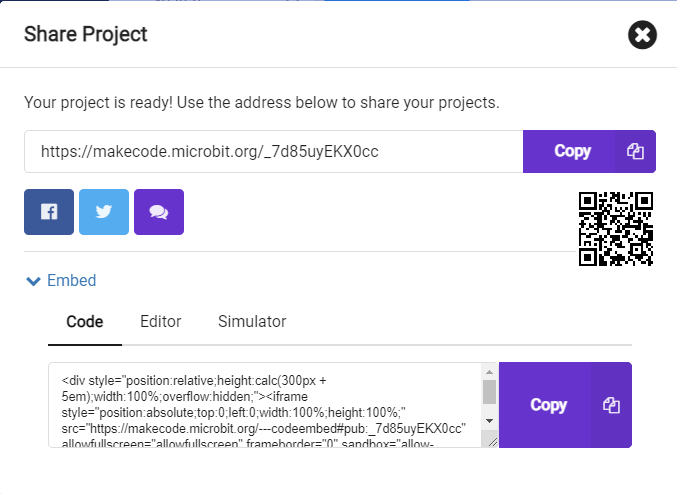 Share Project
Your project is ready! Use the address below to share your projects.
https://makecode.microbit.org/_7d85uyEKX0cc
Copy
Embed
Code Editor Simulator
<div style="position:relative;height:calc(300px +
5em);width:100%;overflow:hidden;"><iframe
style="position:absolute;top:0;left:0;width:100%;height:100%;"
src="https://makecode.microbit.org/---codeembed#pub:_7d85uyEKX0cc"
allowfullscreen="allowfullscreen" frameborder="0" sandbox="allow-
Copy